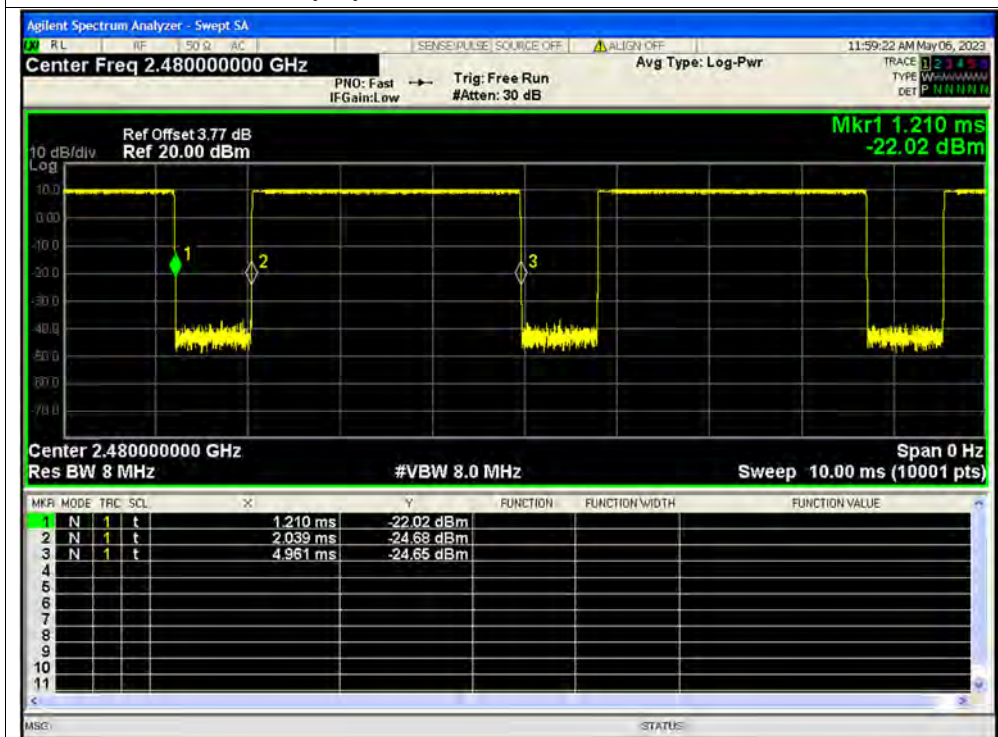 Agilent Spectrum Analyzer - Swept SA
RL RF 50 Ω AC SENSE:PULSE SOURCE OFF ALIGN OFF 11:59:22 AM May 06, 2023
Center Freq 2.480000000 GHz
PNO: Fast
IFGain:Low
Trig: Free Run
#Atten: 30 dB
Avg Type: Log-Pwr
TRACE 1 2 3 4 5 6
TYPE W
DET P N N N N N
Mkr1 1.210 ms
-22.02 dBm
Ref Offset 3.77 dB
10 dB/div Ref 20.00 dBm
Log
10.0
0.00
-10.0
-20.0
-30.0
-40.0
-50.0
-60.0
-70.0
1
2
3
Center 2.480000000 GHz Span 0 Hz
Res BW 8 MHz #VBW 8.0 MHz Sweep 10.00 ms (10001 pts)
MKR MODE TRC SCL X Y FUNCTION FUNCTION WIDTH FUNCTION VALUE
1 N 1 t 1.210 ms -22.02 dBm
2 N 1 t 2.039 ms -24.68 dBm
3 N 1 t 4.961 ms -24.65 dBm
4
5
6
7
8
9
10
11
MSG STATUS